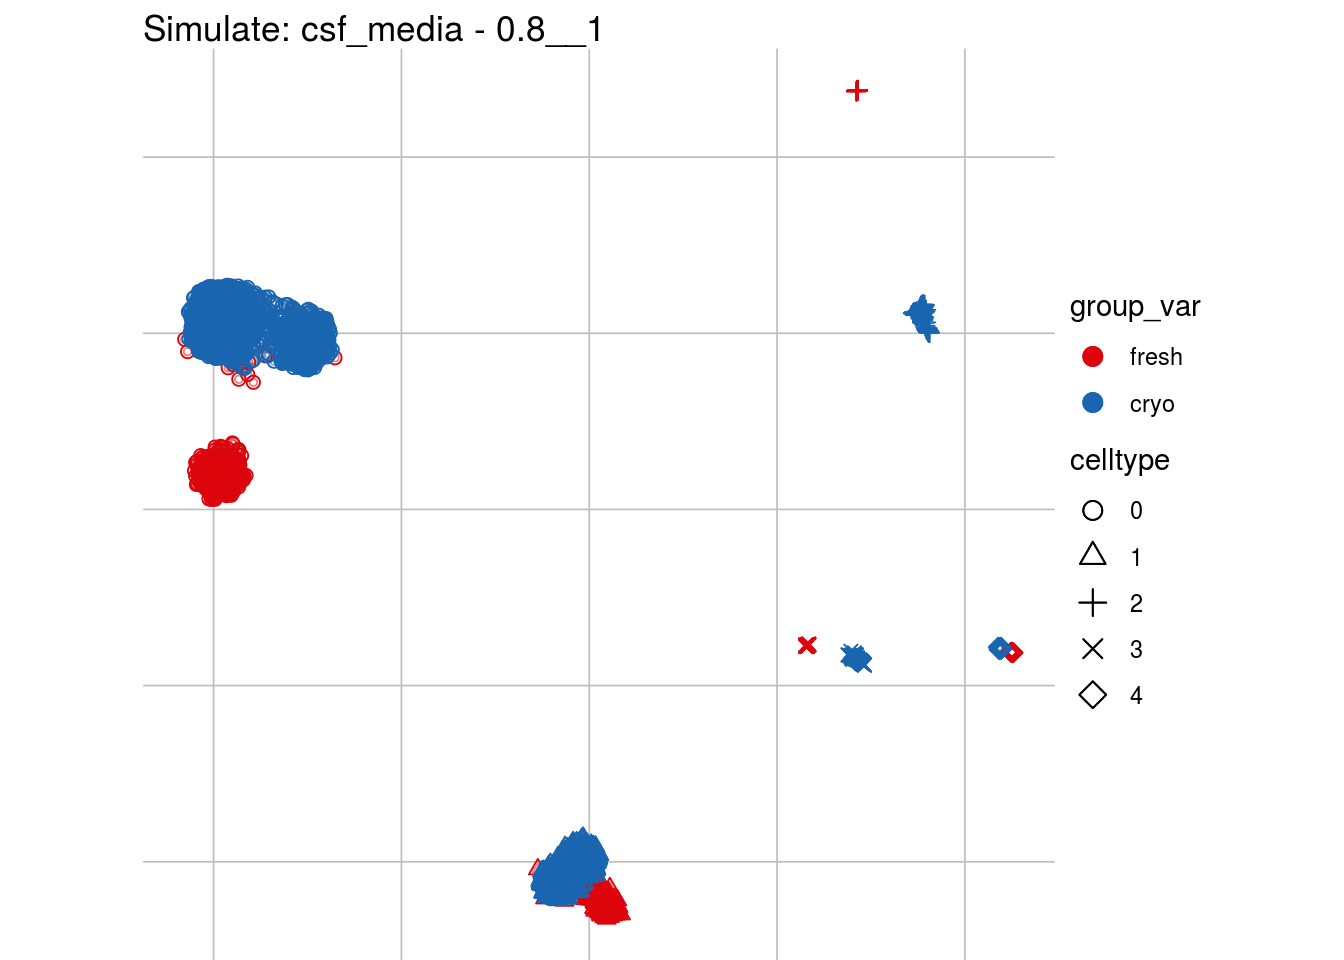 Simulate: csf_media - 0.8__1
group_var
fresh
cryo
celltype
0
1
2
3
4